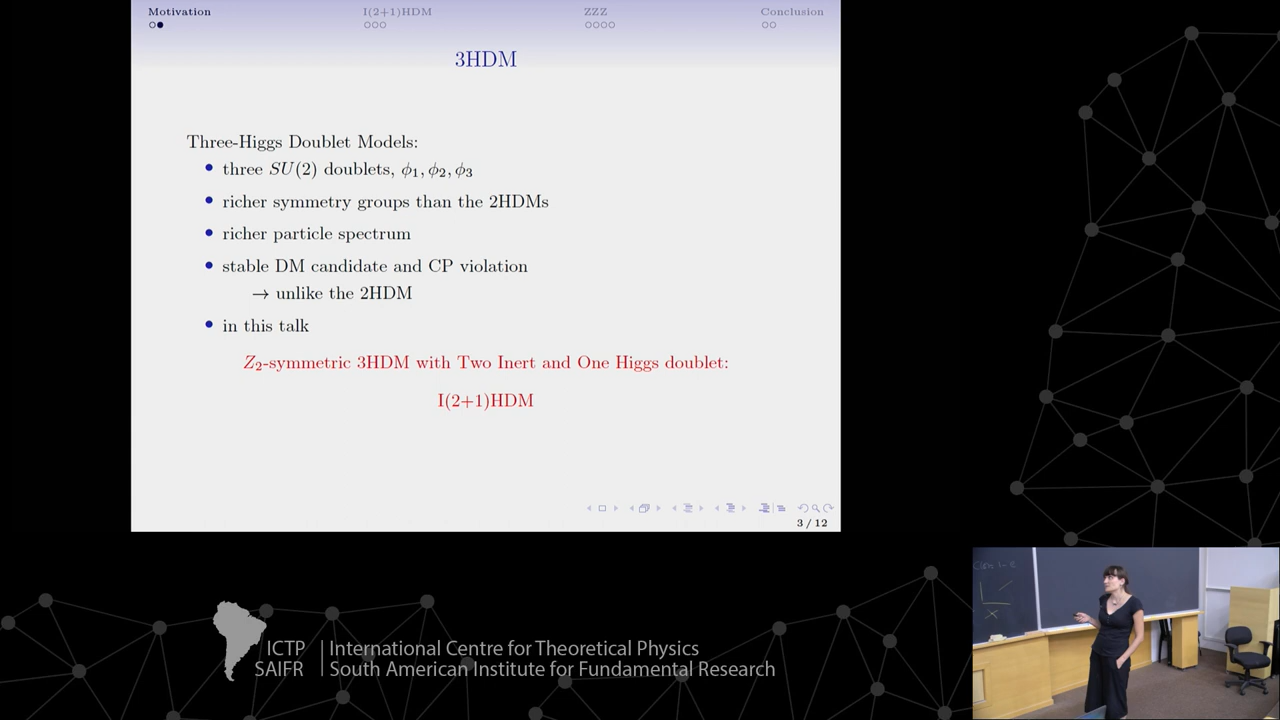 Motivation I(2+1)HDM ZZZ Conclusion
3HDM
Three-Higgs Doublet Models:
• three SU(2) doublets, ϕ₁, ϕ₂, ϕ₃
• richer symmetry groups than the 2HDMs
• richer particle spectrum
• stable DM candidate and CP violation
→ unlike the 2HDM
• in this talk
Z₂-symmetric 3HDM with Two Inert and One Higgs doublet:
I(2+1)HDM
3 / 12
ICTP | International Centre for Theoretical Physics
SAIFR | South American Institute for Fundamental Research